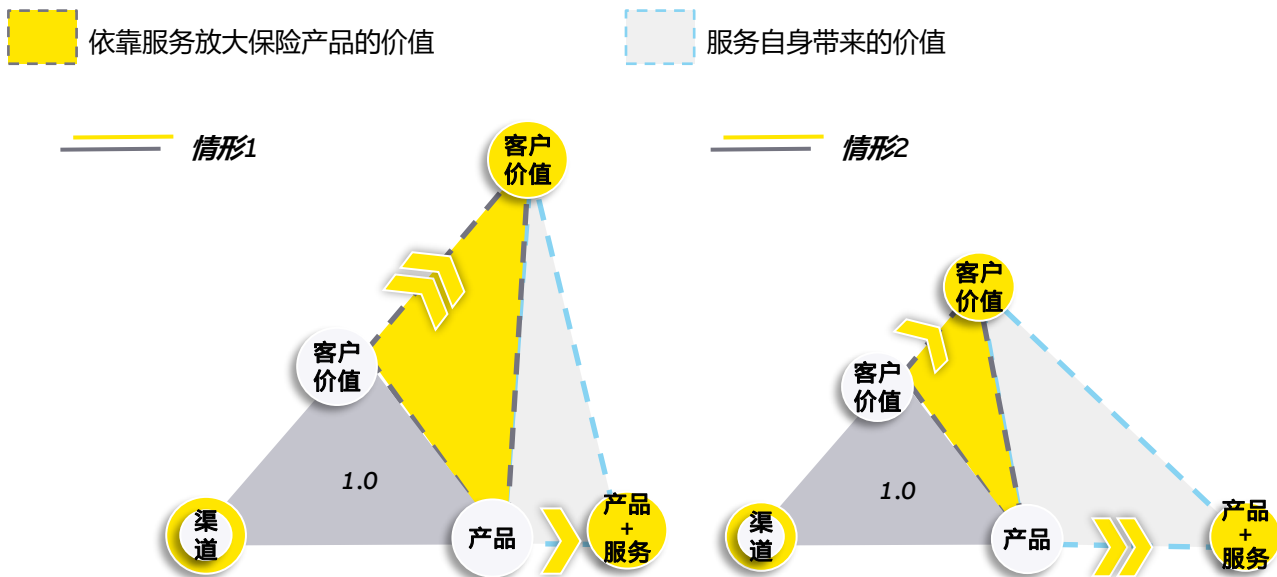 依靠服务放大保险产品的价值
服务自身带来的价值
情形1
客户
价值
客户
价值
1.0
渠
道
产品
产品
+
服务
情形2
客户
价值
客户
价值
1.0
渠
道
产品
产品
+
服务